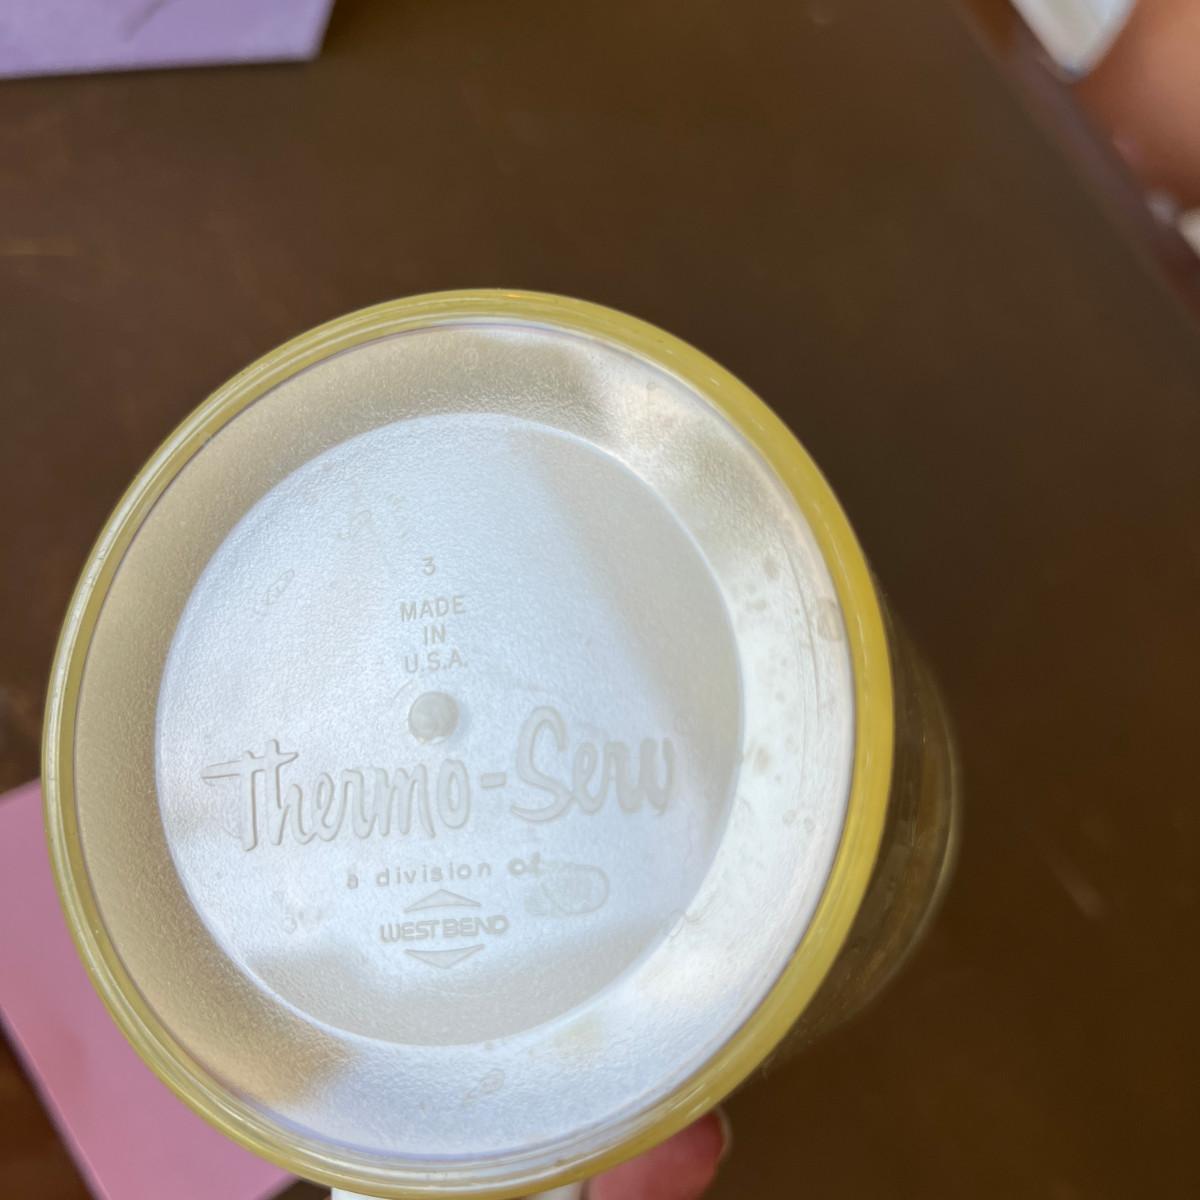 3
MADE
IN
U.S.A.
Thermo-Serv
a division of
WEST BEND